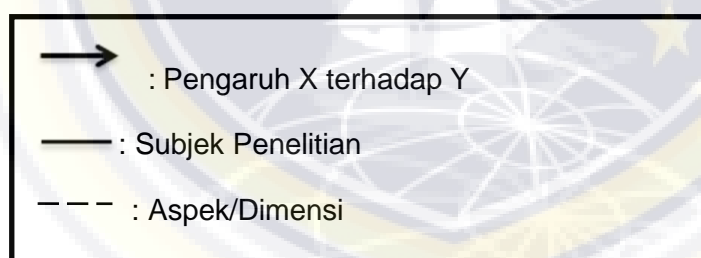 : Pengaruh X terhadap Y
: Subjek Penelitian
: Aspek/Dimensi